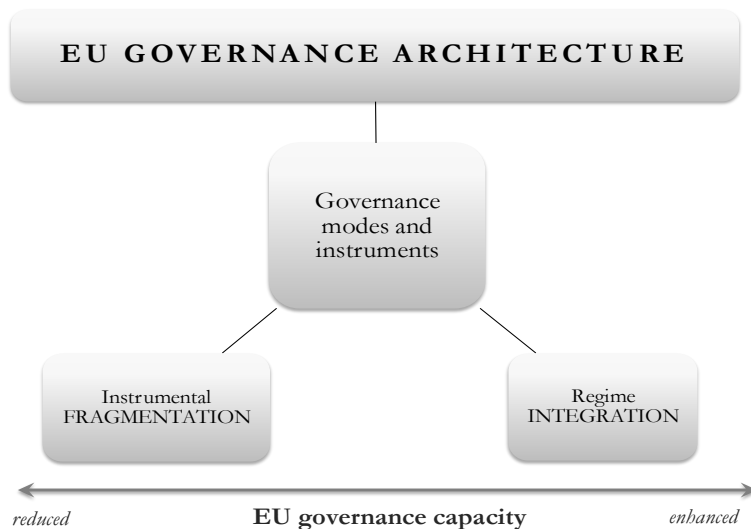 EU GOVERNANCE ARCHITECTURE
Governance
modes and
instruments
Instrumental
FRAGMENTATION
Regime
INTEGRATION
reduced
EU governance capacity
enhanced